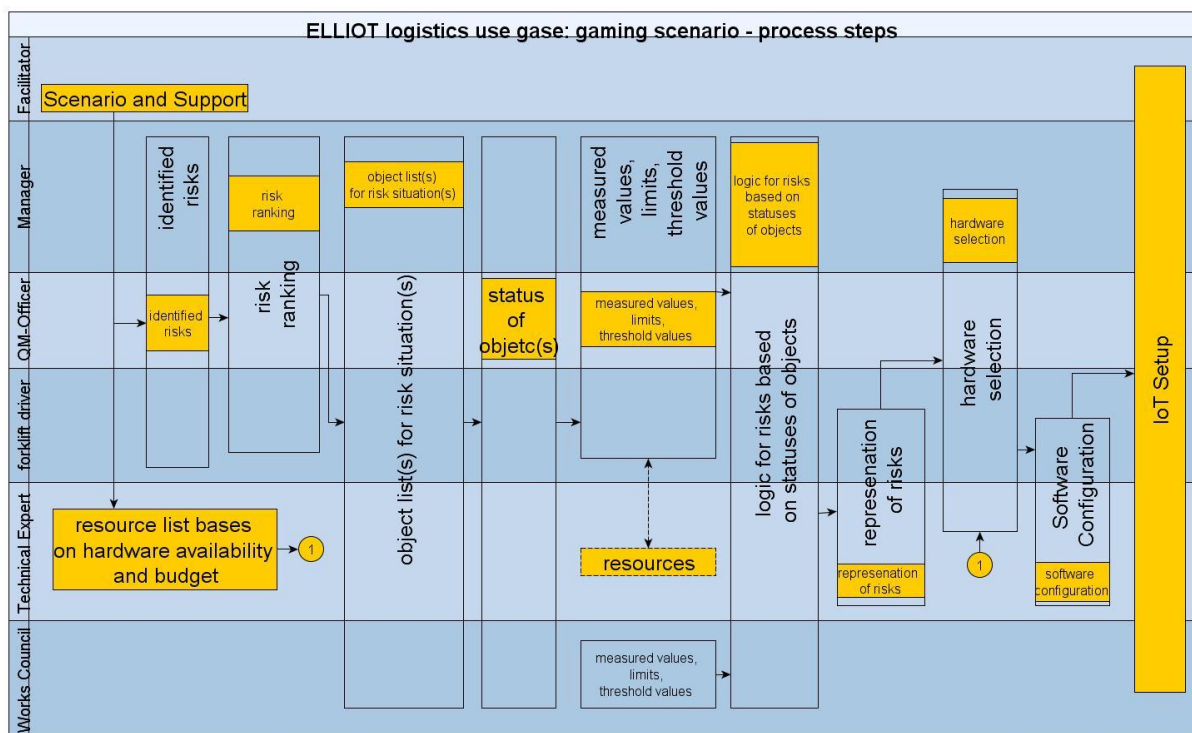 ELLIOT logistics use gase: gaming scenario - process steps
Facilitator
Scenario and Support
Manager
identified
risks
risk
ranking
object list(s)
for risk situation(s)
measured
values,
limits,
threshold
values
logic for risks
based on
statuses
of objects
hardware
selection
QM-Officer
identified
risks
risk
ranking
status
of
objetc(s)
measured values,
limits,
threshold values
forklift driver
object list(s) for risk situation(s)
logic for risks based
on statuses of objects
hardware
selection
IoT Setup
Technical Expert
resource list bases
on hardware availability
and budget
1
resources
represenation
of risks
represenation
of risks
1
Software
Configuration
software
configuration
Works Council
measured values,
limits,
threshold values